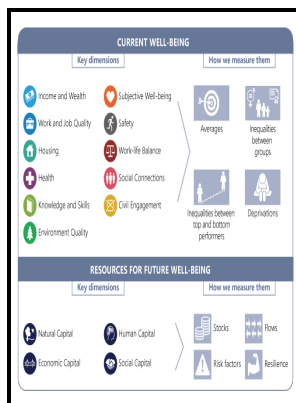 CURRENT WELL-BEING
Key dimensions
How we measure them
Income and Wealth
Subjective Well-being
Work and Job Quality
Safety
Housing
Work-life Balance
Health
Social Connections
Knowledge and Skills
Civil Engagement
Environment Quality
Averages
Inequalities
between
groups
Inequalities between
top and bottom
performers
Deprivations
RESOURCES FOR FUTURE WELL-BEING
Key dimensions
How we measure them
Natural Capital
Human Capital
Economic Capital
Social Capital
Stocks
Flows
Risk factors
Resilience